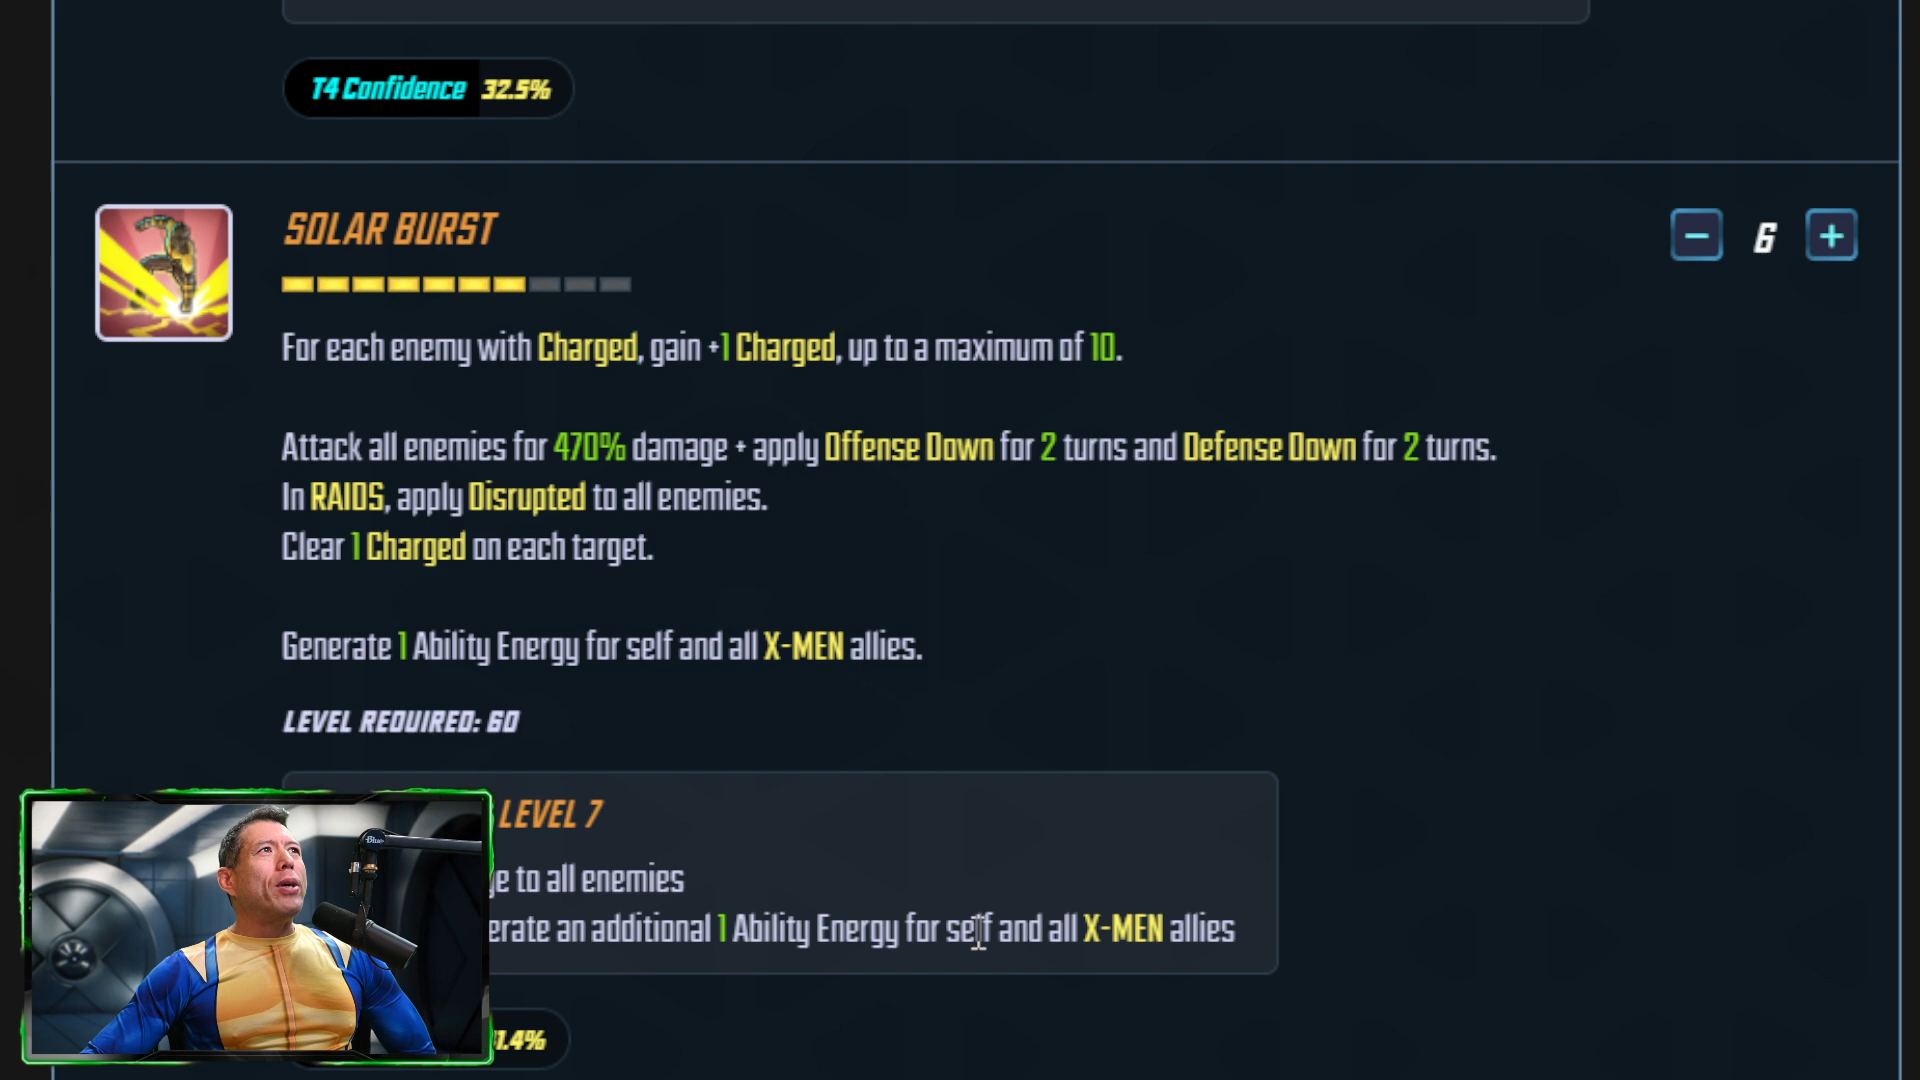 T4 Confidence 32.5%
SOLAR BURST
6
For each enemy with Charged, gain +1 Charged, up to a maximum of 10.
Attack all enemies for 470% damage + apply Offense Down for 2 turns and Defense Down for 2 turns.
In RAIDS, apply Disrupted to all enemies.
Clear 1 Charged on each target.
Generate 1 Ability Energy for self and all X-MEN allies.
LEVEL REQUIRED: 60
LEVEL 7
to all enemies
an additional 1 Ability Energy for self and all X-MEN allies
Blue